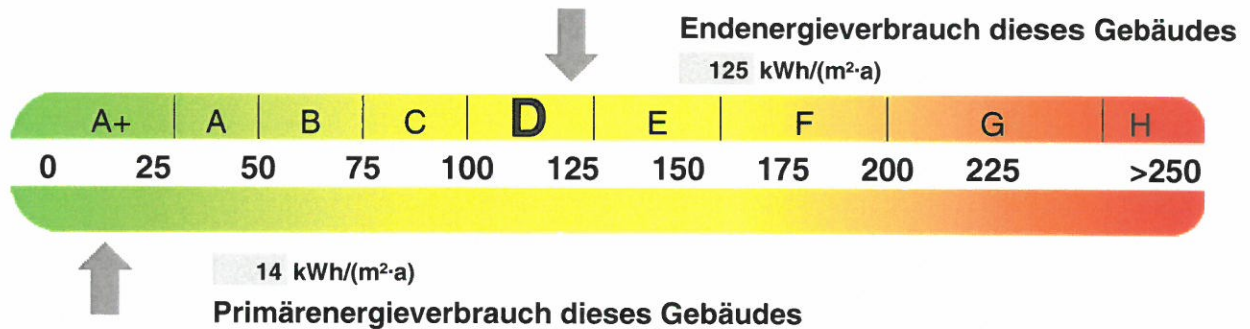 Endenergieverbrauch dieses Gebäudes
125 kWh/(m²·a)
A+ A B C D E F G H
0 25 50 75 100 125 150 175 200 225 >250
14 kWh/(m²·a)
Primärenergieverbrauch dieses Gebäudes